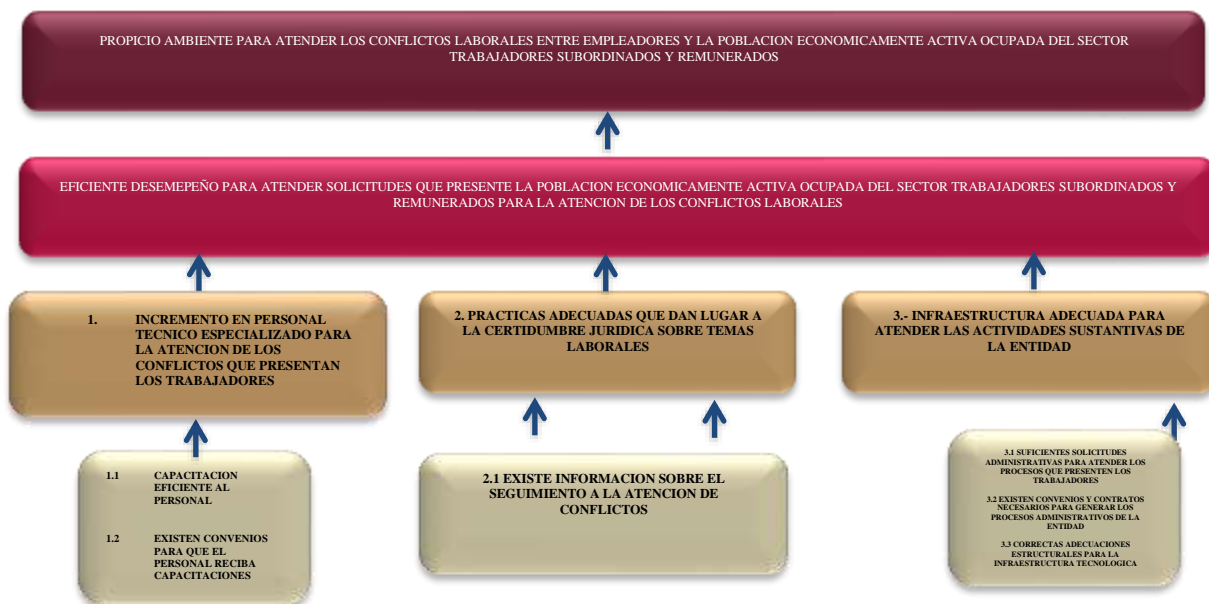 PROPICIO AMBIENTE PARA ATENDER LOS CONFLICTOS LABORALES ENTRE EMPLEADORES Y LA POBLACION ECONOMICAMENTE ACTIVA OCUPADA DEL SECTOR
TRABAJADORES SUBORDINADOS Y REMUNERADOS
EFICIENTE DESEMEPEÑO PARA ATENDER SOLICITUDES QUE PRESENTE LA POBLACION ECONOMICAMENTE ACTIVA OCUPADA DEL SECTOR TRABAJADORES SUBORDINADOS Y
REMUNERADOS PARA LA ATENCION DE LOS CONFLICTOS LABORALES
1. INCREMENTO EN PERSONAL
TECNICO ESPECIALIZADO PARA
LA ATENCION DE LOS
CONFLICTOS QUE PRESENTAN
LOS TRABAJADORES
2. PRACTICAS ADECUADAS QUE DAN LUGAR A
LA CERTIDUMBRE JURIDICA SOBRE TEMAS
LABORALES
3.- INFRAESTRUCTURA ADECUADA PARA
ATENDER LAS ACTIVIDADES SUSTANTIVAS DE
LA ENTIDAD
1.1 CAPACITACION
EFICIENTE AL
PERSONAL
1.2 EXISTEN CONVENIOS
PARA QUE EL
PERSONAL RECIBA
CAPACITACIONES
2.1 EXISTE INFORMACION SOBRE EL
SEGUIMIENTO A LA ATENCION DE
CONFLICTOS
3.1 SUFICIENTES SOLICITUDES
ADMINISTRATIVAS PARA ATENDER LOS
PROCESOS QUE PRESENTEN LOS
TRABAJADORES
3.2 EXISTEN CONVENIOS Y CONTRATOS
NECESARIOS PARA GENERAR LOS
PROCESOS ADMINISTRATIVOS DE LA
ENTIDAD
3.3 CORRECTAS ADECUACIONES
ESTRUCTURALES PARA LA
INFRAESTRUCTURA TECNOLOGICA